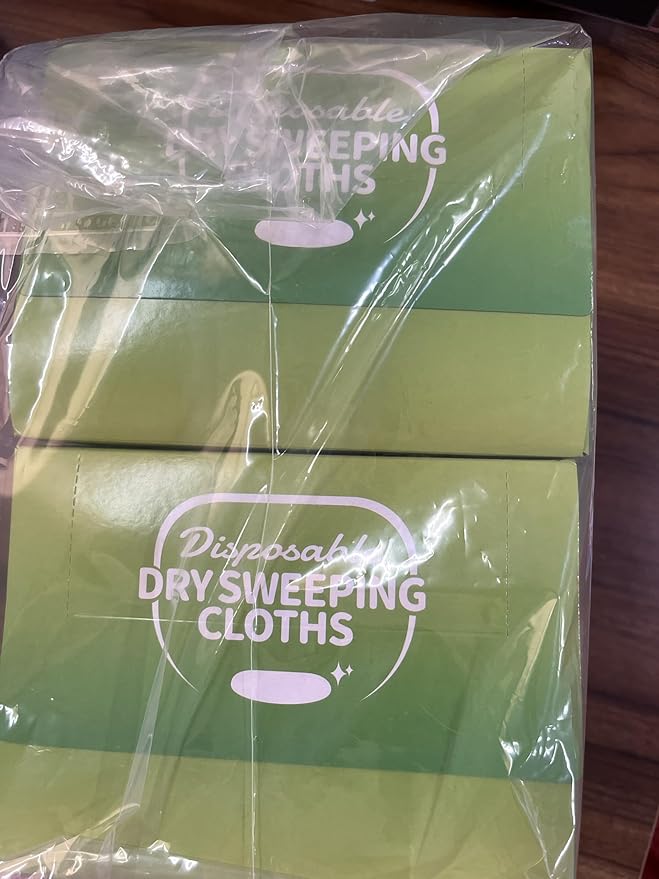 Disposable
DRY SWEEPING
CLOTHS
Disposable
DRY SWEEPING
CLOTHS